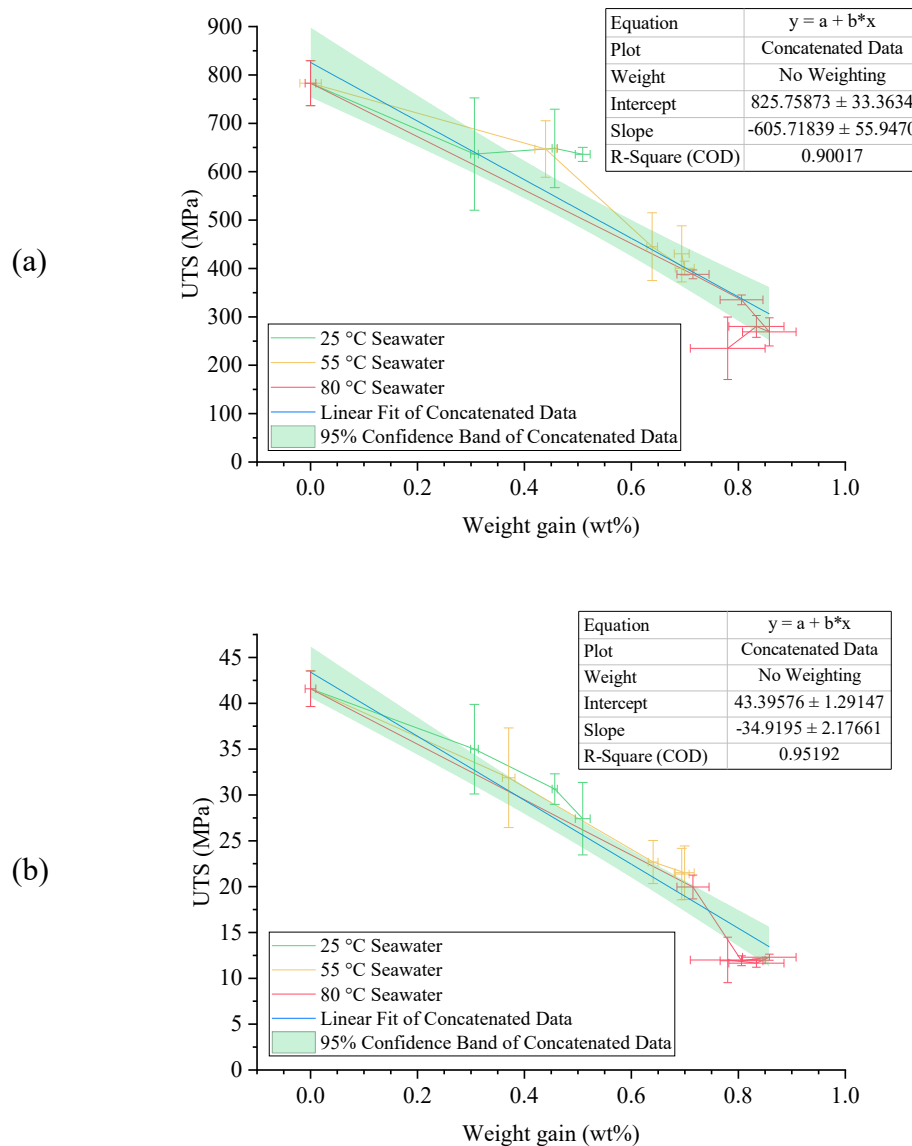 (a)
UTS (MPa)
900
800
700
600
500
400
300
200
100
0
0.0 0.2 0.4 0.6 0.8 1.0
Weight gain (wt%)
Equation y = a + b*x
Plot Concatenated Data
Weight No Weighting
Intercept 825.75873 ± 33.3634
Slope -605.71839 ± 55.9470
R-Square (COD) 0.90017
25 °C Seawater
55 °C Seawater
80 °C Seawater
Linear Fit of Concatenated Data
95% Confidence Band of Concatenated Data
(b)
UTS (MPa)
45
40
35
30
25
20
15
10
5
0
0.0 0.2 0.4 0.6 0.8 1.0
Weight gain (wt%)
Equation y = a + b*x
Plot Concatenated Data
Weight No Weighting
Intercept 43.39576 ± 1.29147
Slope -34.9195 ± 2.17661
R-Square (COD) 0.95192
25 °C Seawater
55 °C Seawater
80 °C Seawater
Linear Fit of Concatenated Data
95% Confidence Band of Concatenated Data